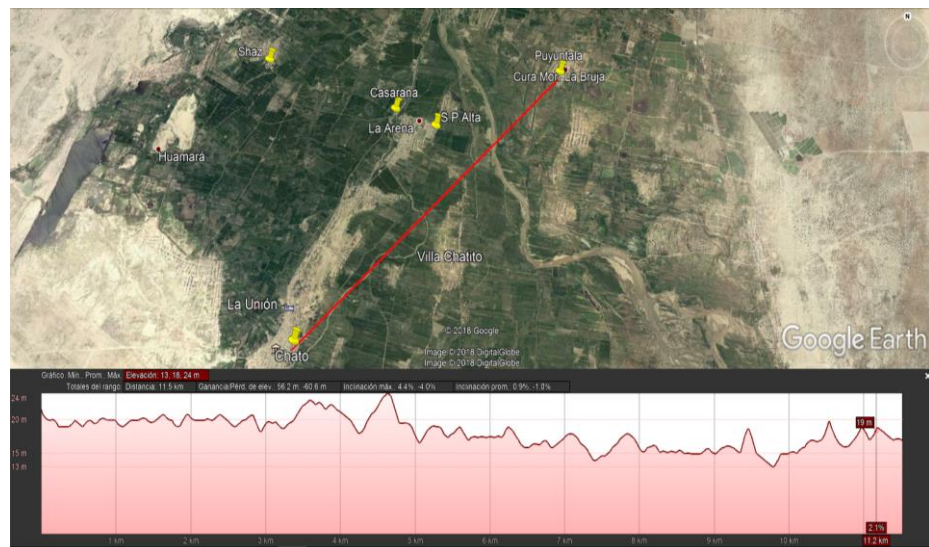 N
Shaz
Puyuntala
Cura Mori La Bruja
Casarana
S P Alta
La Arena
Huamara
Villa Chatito
La Unión
Chato
© 2018 Google
Image © 2018 DigitalGlobe
Image © 2018 DigitalGlobe
Google Earth
Gráfico: Mín., Prom., Máx. Elevación: 13, 18, 24 m
Totales del rango: Distancia: 11.5 km Ganancia/Pérd. de elev.: 56.2 m, -60.6 m Inclinación máx.: 4.4%, -4.0% Inclinación prom.: 0.9%, -1.0%
24 m
20 m
19 m
15 m
13 m
2.1%
1 km 2 km 3 km 4 km 5 km 6 km 7 km 8 km 9 km 10 km 11.2 km